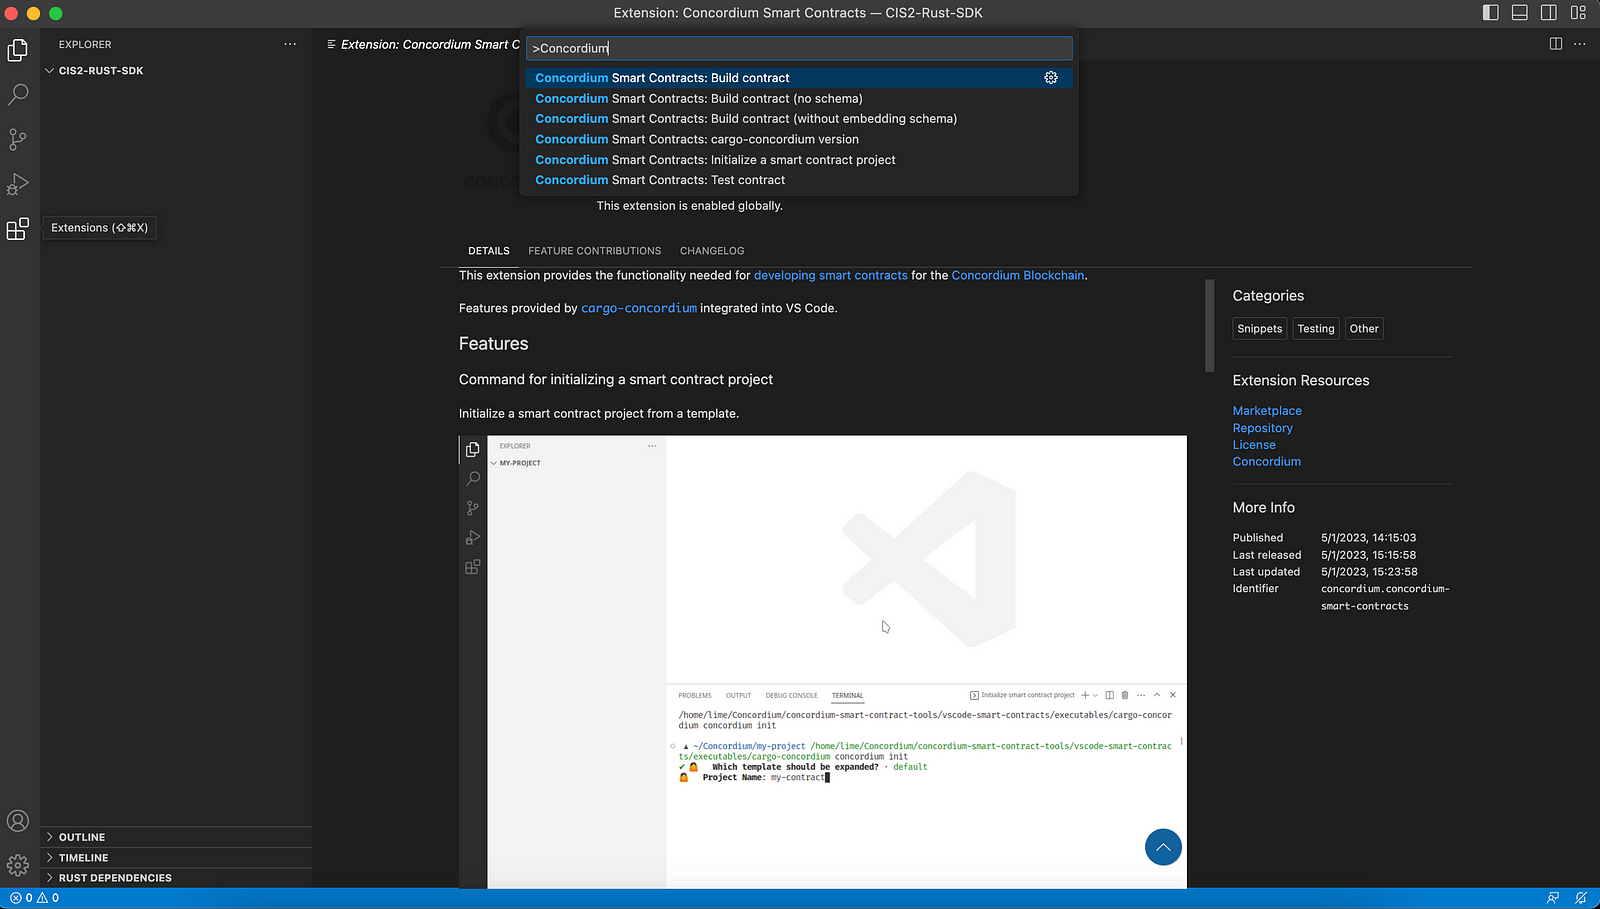 Extension: Concordium Smart Contracts — CIS2-Rust-SDK
EXPLORER
CIS2-RUST-SDK
Extensions (⇧⌘X)
OUTLINE
TIMELINE
RUST DEPENDENCIES
Extension: Concordium Smart C
>Concordium
Concordium Smart Contracts: Build contract
Concordium Smart Contracts: Build contract (no schema)
Concordium Smart Contracts: Build contract (without embedding schema)
Concordium Smart Contracts: cargo-concordium version
Concordium Smart Contracts: Initialize a smart contract project
Concordium Smart Contracts: Test contract
CONCO
This extension is enabled globally.
DETAILS FEATURE CONTRIBUTIONS CHANGELOG
This extension provides the functionality needed for developing smart contracts for the Concordium Blockchain.
Features provided by cargo-concordium integrated into VS Code.
Features
Command for initializing a smart contract project
Initialize a smart contract project from a template.
EXPLORER
MY-PROJECT
PROBLEMS OUTPUT DEBUG CONSOLE TERMINAL
Initialize smart contract project
/home/lime/Concordium/concordium-smart-contract-tools/vscode-smart-contracts/executables/cargo-concor
dium concordium init
~/Concordium/my-project /home/lime/Concordium/concordium-smart-contract-tools/vscode-smart-contrac
ts/executables/cargo-concordium concordium init
✔ 🤷 Which template should be expanded? · default
🤷 Project Name: my-contract
Categories
Snippets Testing Other
Extension Resources
Marketplace
Repository
License
Concordium
More Info
Published 5/1/2023, 14:15:03
Last released 5/1/2023, 15:15:58
Last updated 5/1/2023, 15:23:58
Identifier concordium.concordium-
smart-contracts
0 0